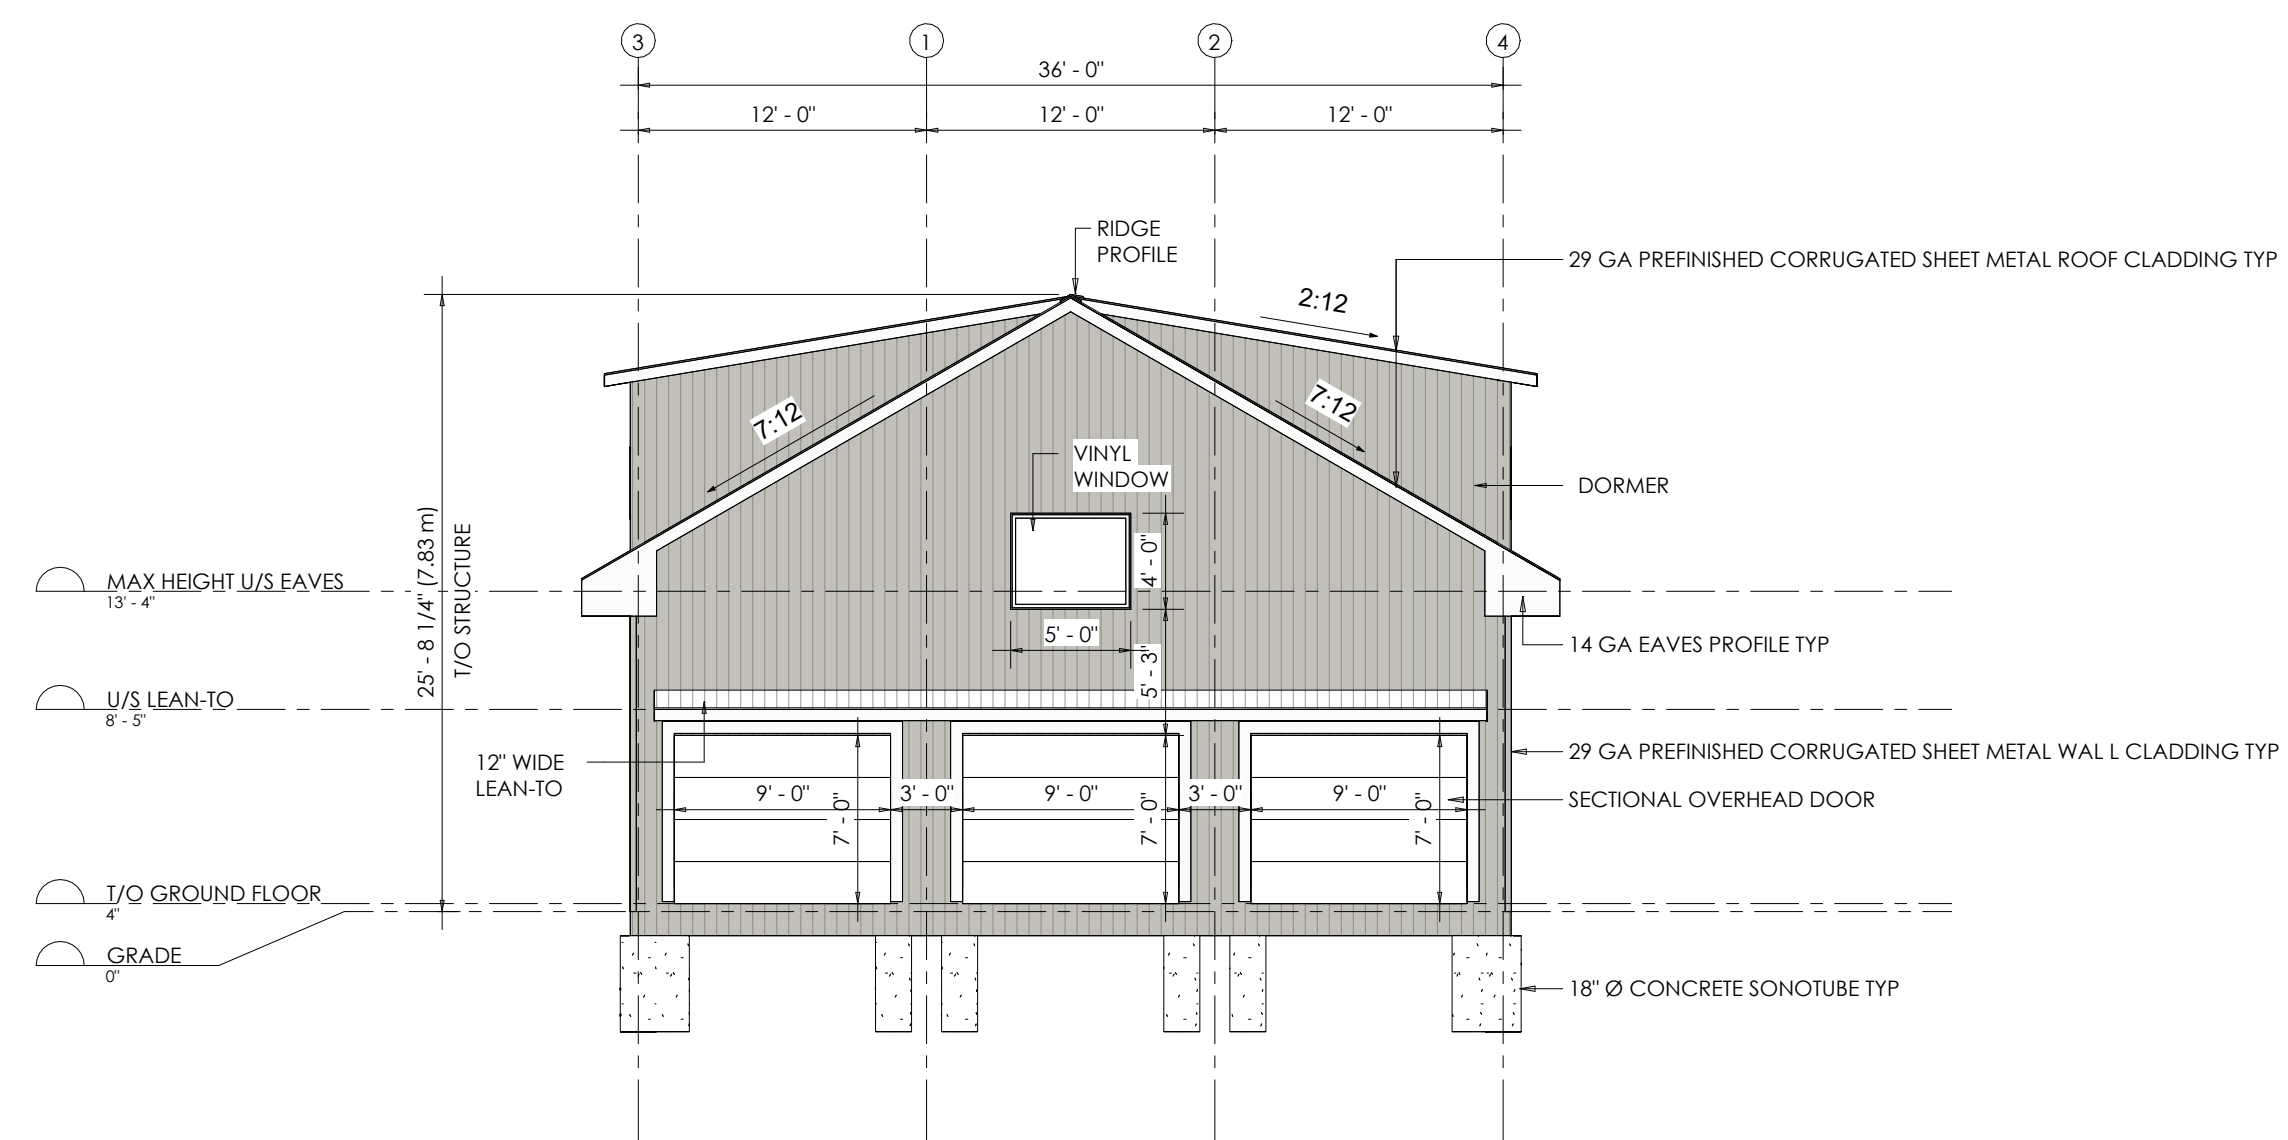 3
1
2
4
36' - 0"
12' - 0"
12' - 0"
12' - 0"
RIDGE
PROFILE
29 GA PREFINISHED CORRUGATED SHEET METAL ROOF CLADDING TYP
2:12
7:12
7:12
VINYL
WINDOW
DORMER
25' - 8 1/4" (7.83 m)
T/O STRUCTURE
4' - 0"
MAX HEIGHT U/S EAVES
13' - 4"
5' - 0"
5' - 3"
14 GA EAVES PROFILE TYP
U/S LEAN-TO
8' - 5"
12" WIDE
LEAN-TO
29 GA PREFINISHED CORRUGATED SHEET METAL WAL L CLADDING TYP
9' - 0"
7' - 0"
3' - 0"
9' - 0"
7' - 0"
3' - 0"
9' - 0"
7' - 0"
SECTIONAL OVERHEAD DOOR
T/O GROUND FLOOR
4"
GRADE
0"
18" Ø CONCRETE SONOTUBE TYP